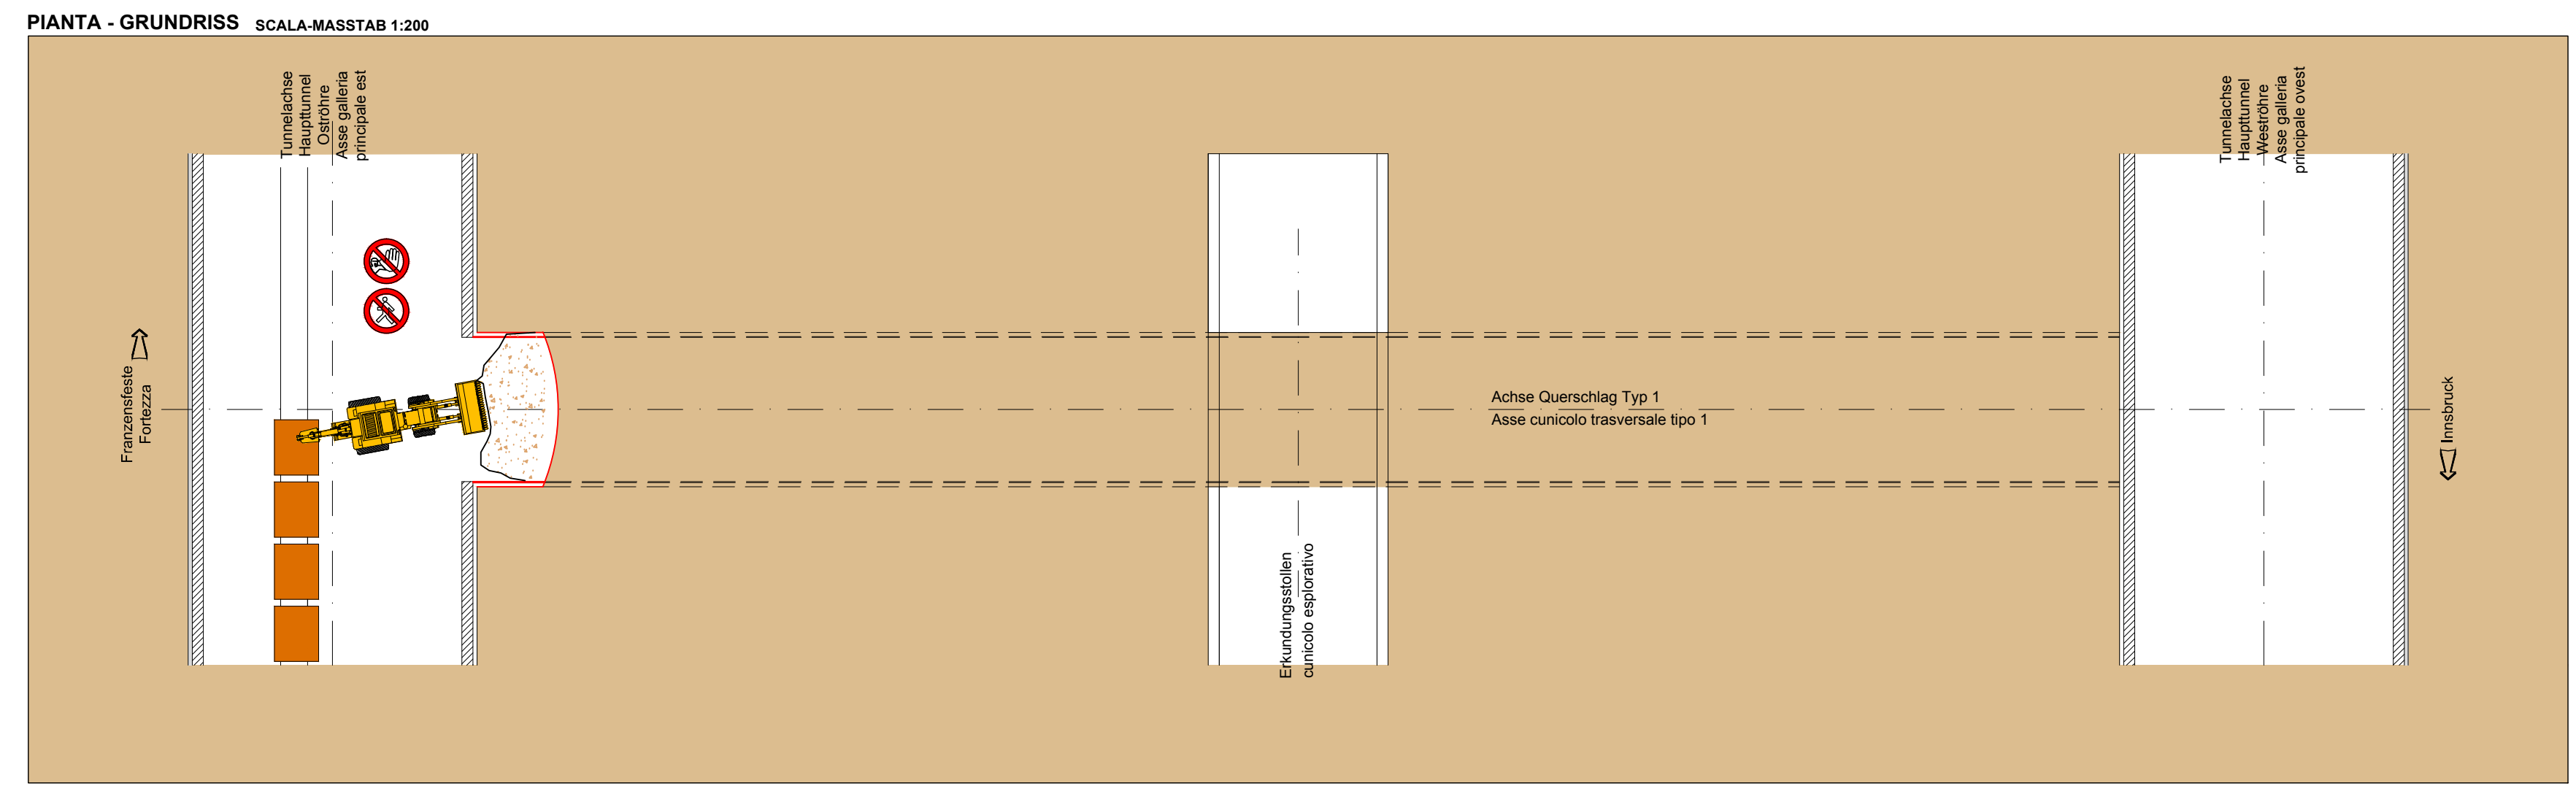 PIANTA - GRUNDRISS SCALA-MASSTAB 1:200
Tunnelachse
Haupttunnel
Oströhre
Asse galleria
principale est
Tunnelachse
Haupttunnel
Weströhre
Asse galleria
principale ovest
Franzensfeste
Fortezza
Achse Querschlag Typ 1
Asse cunicolo trasversale tipo 1
Innsbruck
Erkundungsstollen
cunicolo esplorativo